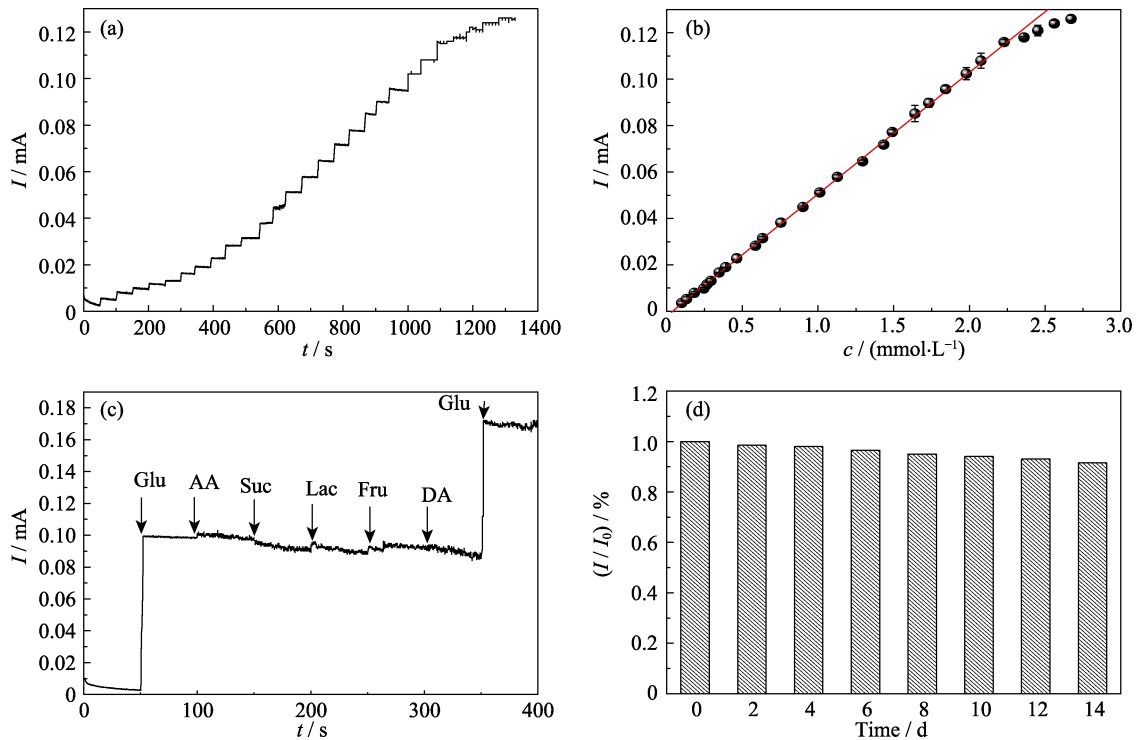 (a)
I / mA
0.12
0.10
0.08
0.06
0.04
0.02
0
0 200 400 600 800 1000 1200 1400
t / s
(b)
I / mA
0.12
0.10
0.08
0.06
0.04
0.02
0
0 0.5 1.0 1.5 2.0 2.5 3.0
c / (mmol·L⁻¹)
(c)
I / mA
0.18
0.16
0.14
0.12
0.10
0.08
0.06
0.04
0.02
0
Glu AA Suc Lac Fru DA Glu
0 100 200 300 400
t / s
(d)
(I / I₀) / %
1.2
1.0
0.8
0.6
0.4
0.2
0
0 2 4 6 8 10 12 14
Time / d